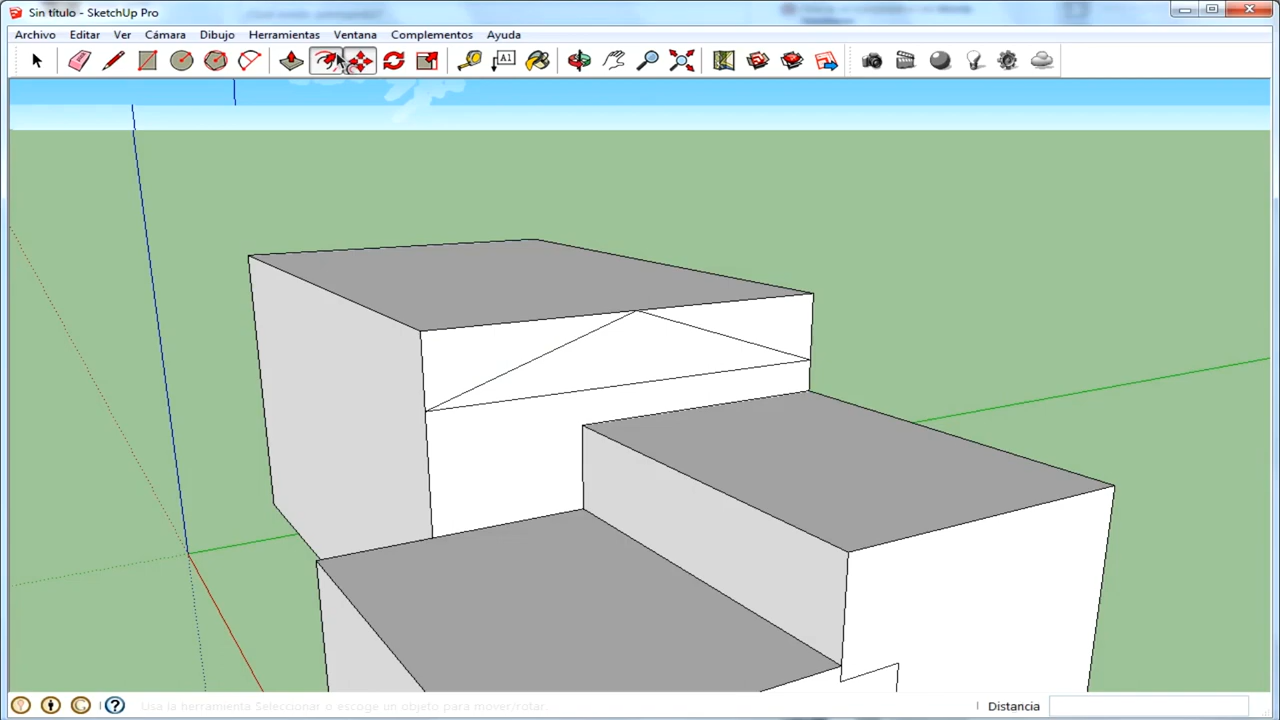 Sin título - SketchUp Pro
Archivo Editar Ver Cámara Dibujo Herramientas Ventana Complementos Ayuda
A1
Usa la herramienta Seleccionar o escoge un objeto para mover/rotar.
Distancia